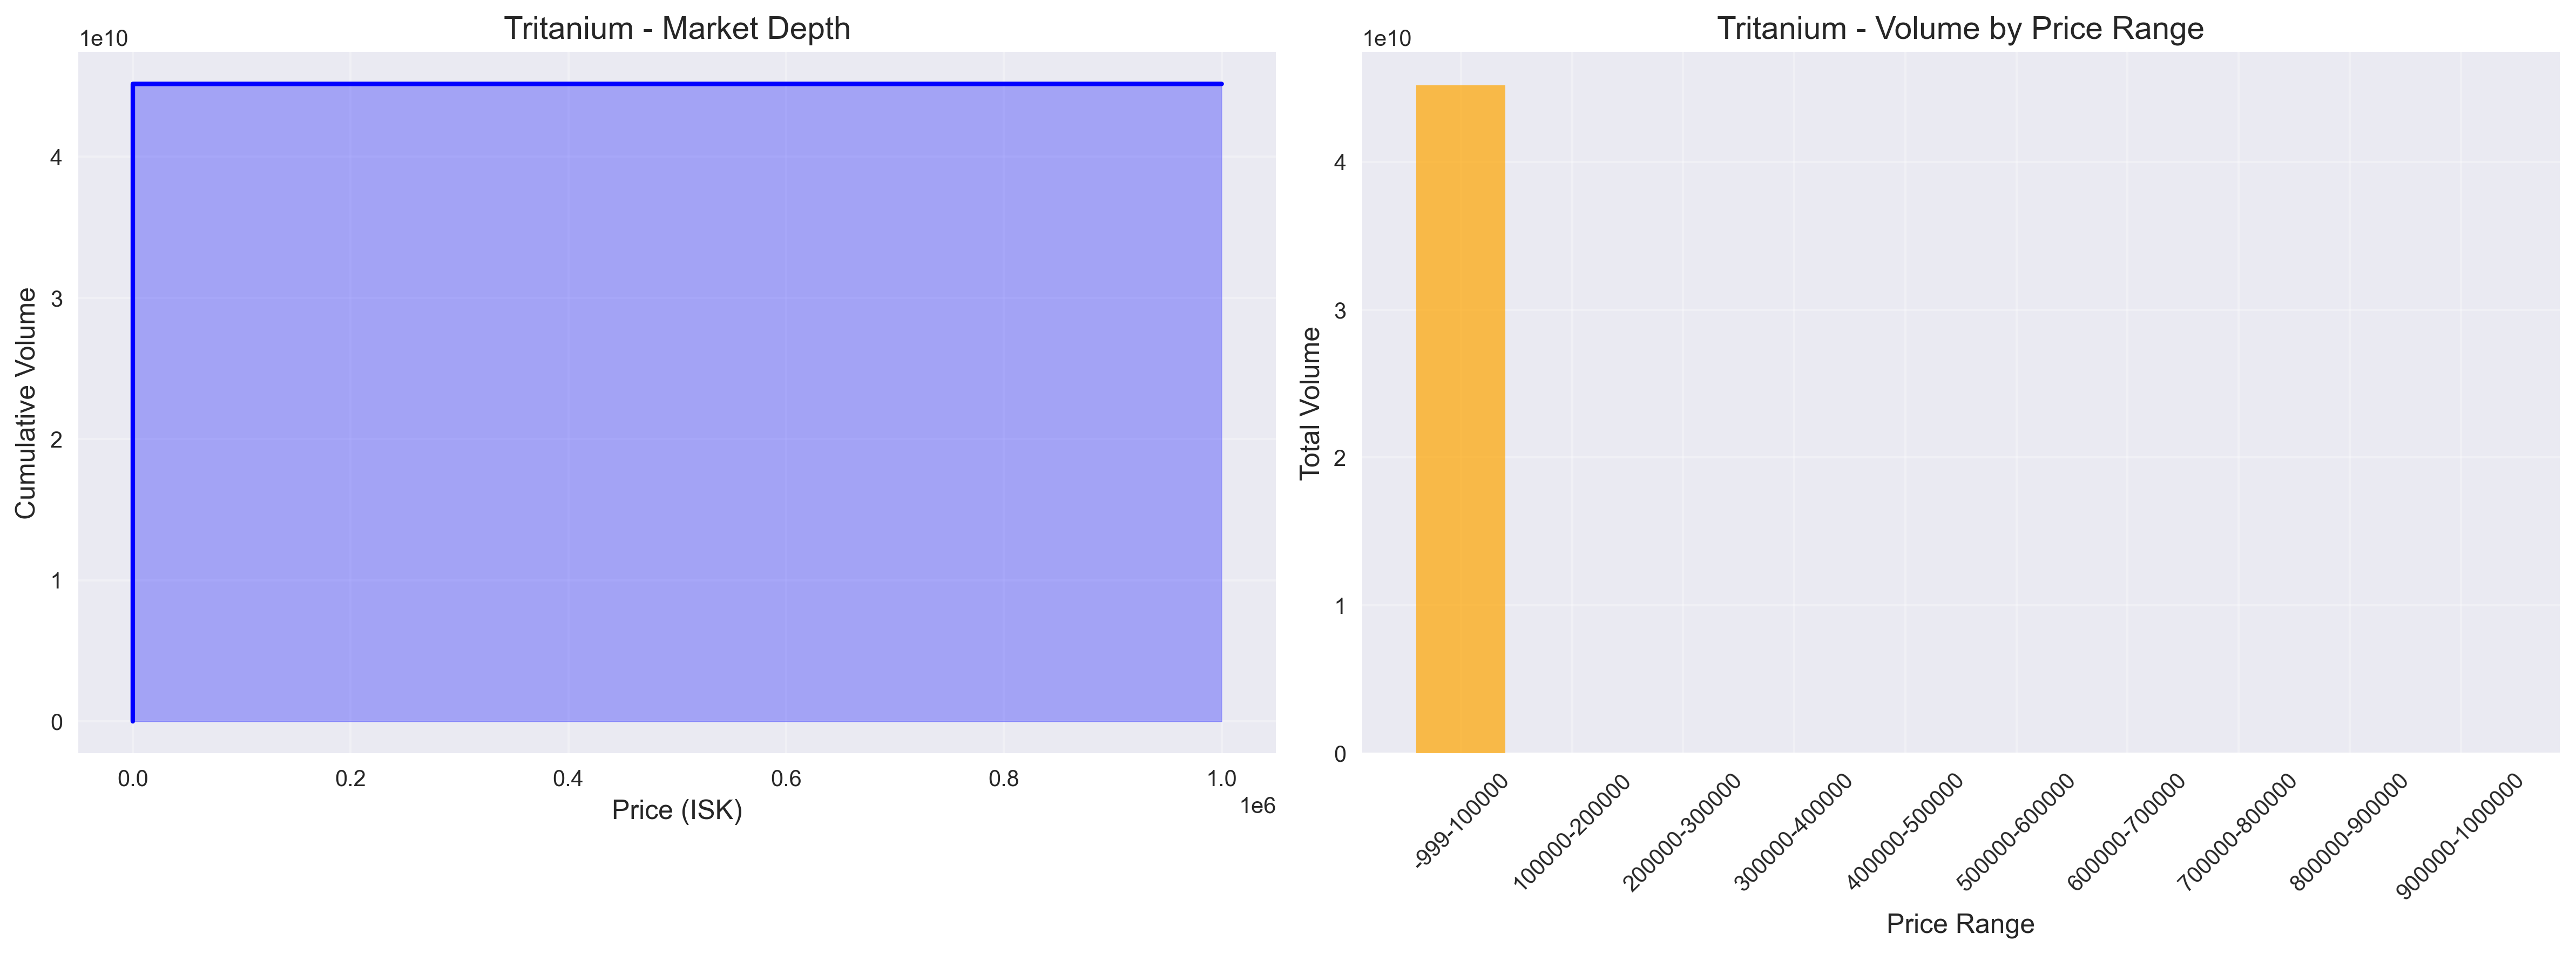 Tritanium - Market Depth
1e10
4
3
2
1
0
Cumulative Volume
0.0 0.2 0.4 0.6 0.8 1.0
1e6
Price (ISK)
Tritanium - Volume by Price Range
1e10
4
3
2
1
0
Total Volume
-999-100000
100000-200000
200000-300000
300000-400000
400000-500000
500000-600000
600000-700000
700000-800000
800000-900000
900000-1000000
Price Range